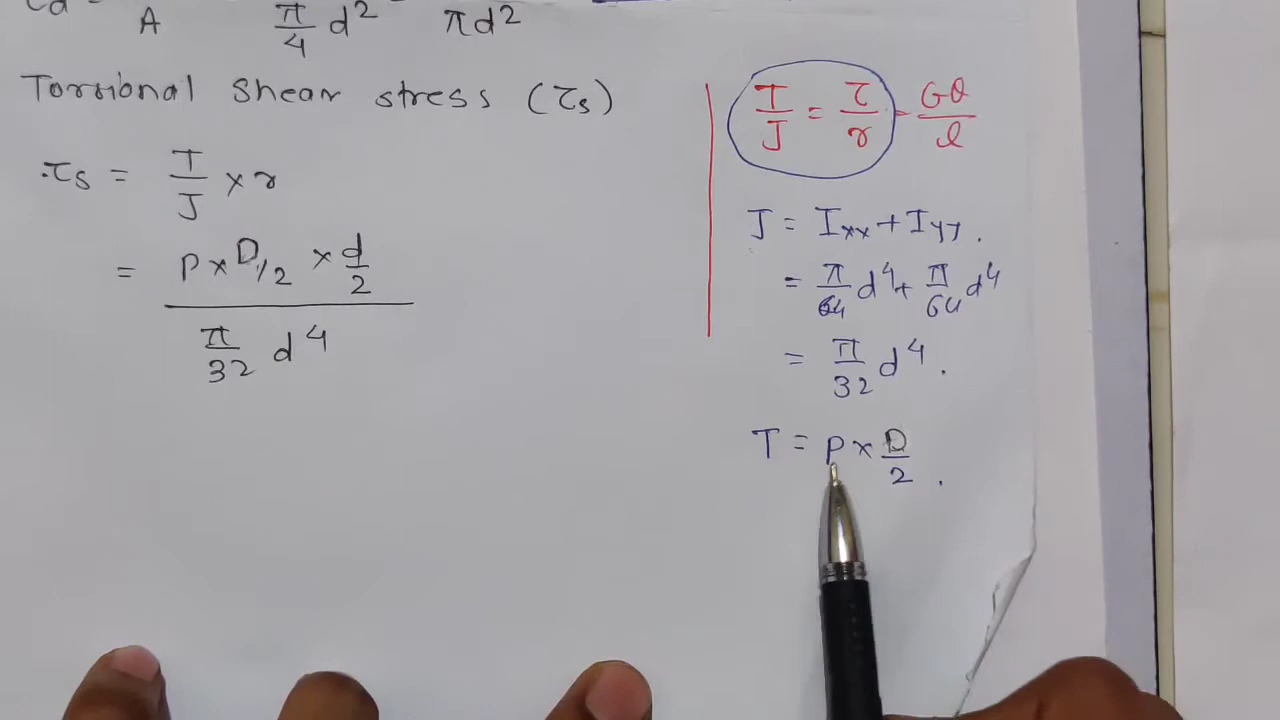 A π/4 d² πd²
Torsional Shear stress (τs)
τs = T/J × r
= P × D/2 × d/2
π/32 d⁴
T/J = τ/r = Gθ/l
J = Ixx + Iyy.
= π/64 d⁴ + π/64 d⁴
= π/32 d⁴.
T = P × D/2.